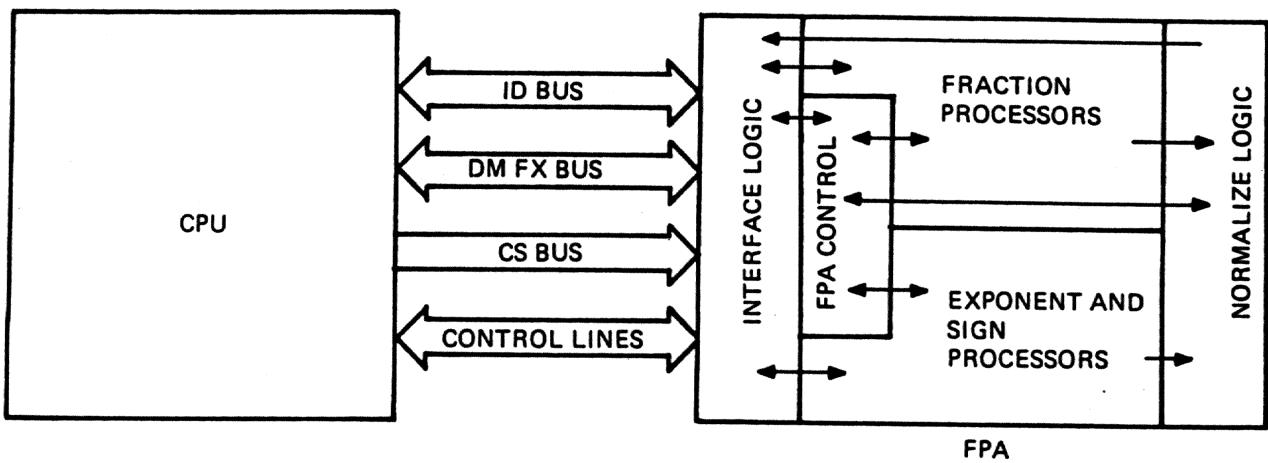 CPU
ID BUS
DM FX BUS
CS BUS
CONTROL LINES
INTERFACE LOGIC
FPA CONTROL
FRACTION
PROCESSORS
EXPONENT AND
SIGN
PROCESSORS
NORMALIZE LOGIC
FPA